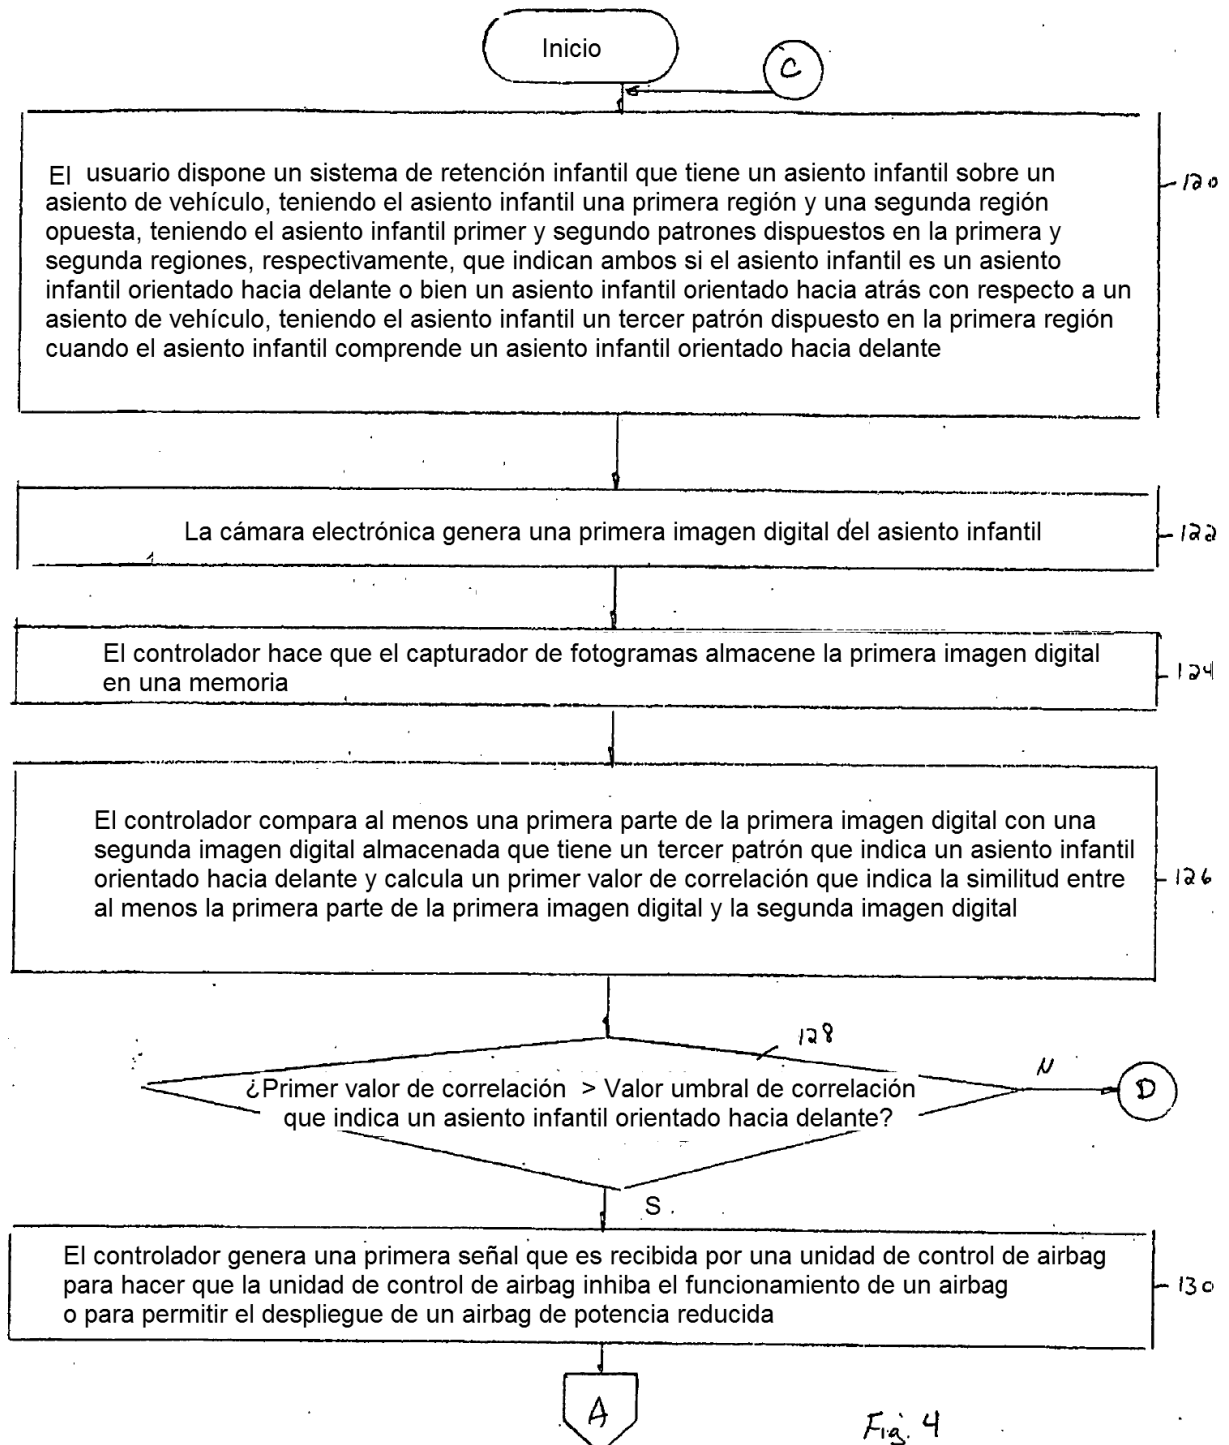 Inicio
C
El usuario dispone un sistema de retención infantil que tiene un asiento infantil sobre un
asiento de vehículo, teniendo el asiento infantil una primera región y una segunda región
opuesta, teniendo el asiento infantil primer y segundo patrones dispuestos en la primera y
segunda regiones, respectivamente, que indican ambos si el asiento infantil es un asiento
infantil orientado hacia delante o bien un asiento infantil orientado hacia atrás con respecto a un
asiento de vehículo, teniendo el asiento infantil un tercer patrón dispuesto en la primera región
cuando el asiento infantil comprende un asiento infantil orientado hacia delante
120
La cámara electrónica genera una primera imagen digital del asiento infantil
122
El controlador hace que el capturador de fotogramas almacene la primera imagen digital
en una memoria
124
El controlador compara al menos una primera parte de la primera imagen digital con una
segunda imagen digital almacenada que tiene un tercer patrón que indica un asiento infantil
orientado hacia delante y calcula un primer valor de correlación que indica la similitud entre
al menos la primera parte de la primera imagen digital y la segunda imagen digital
126
128
¿Primer valor de correlación > Valor umbral de correlación
que indica un asiento infantil orientado hacia delante?
N
D
S
El controlador genera una primera señal que es recibida por una unidad de control de airbag
para hacer que la unidad de control de airbag inhiba el funcionamiento de un airbag
o para permitir el despliegue de un airbag de potencia reducida
130
A
Fig. 4